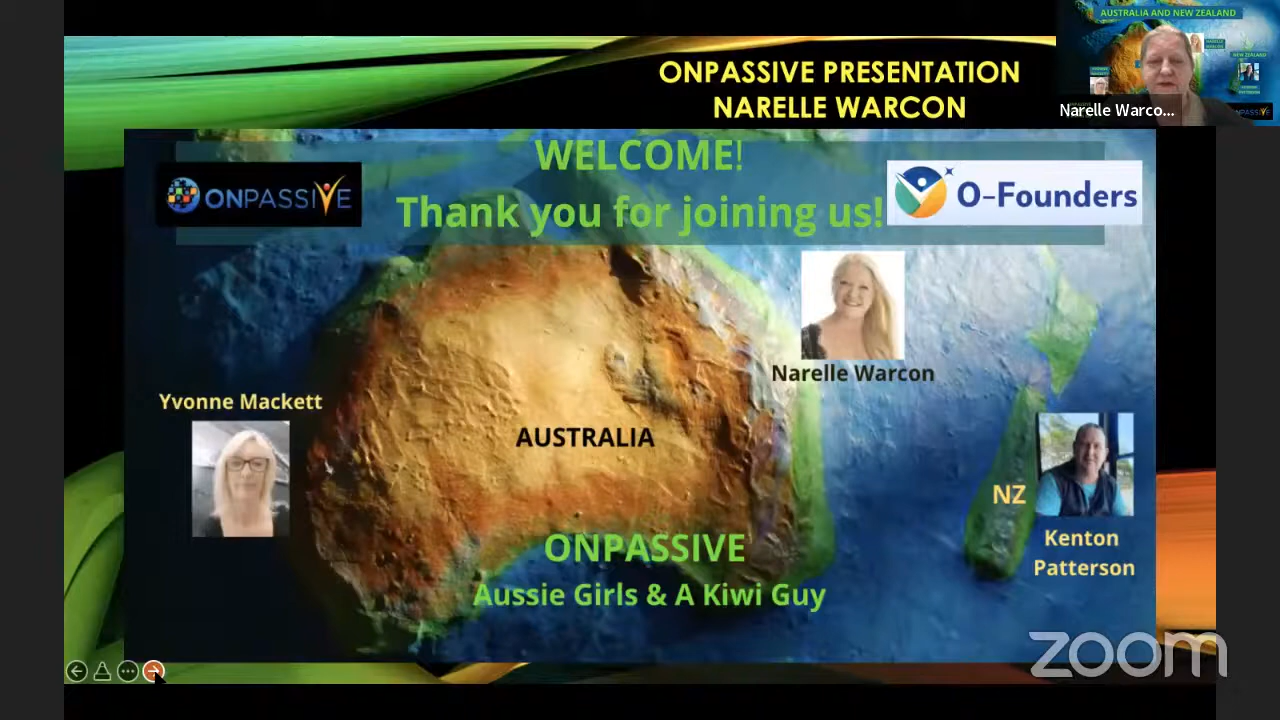 ONPASSIVE PRESENTATION
NARELLE WARCON
AUSTRALIA AND NEW ZEALAND
Narelle Warco...
WELCOME!
Thank you for joining us!
ONPASSIVE
O-Founders
Narelle Warcon
Yvonne Mackett
AUSTRALIA
NZ
Kenton
Patterson
ONPASSIVE
Aussie Girls & A Kiwi Guy
zoom